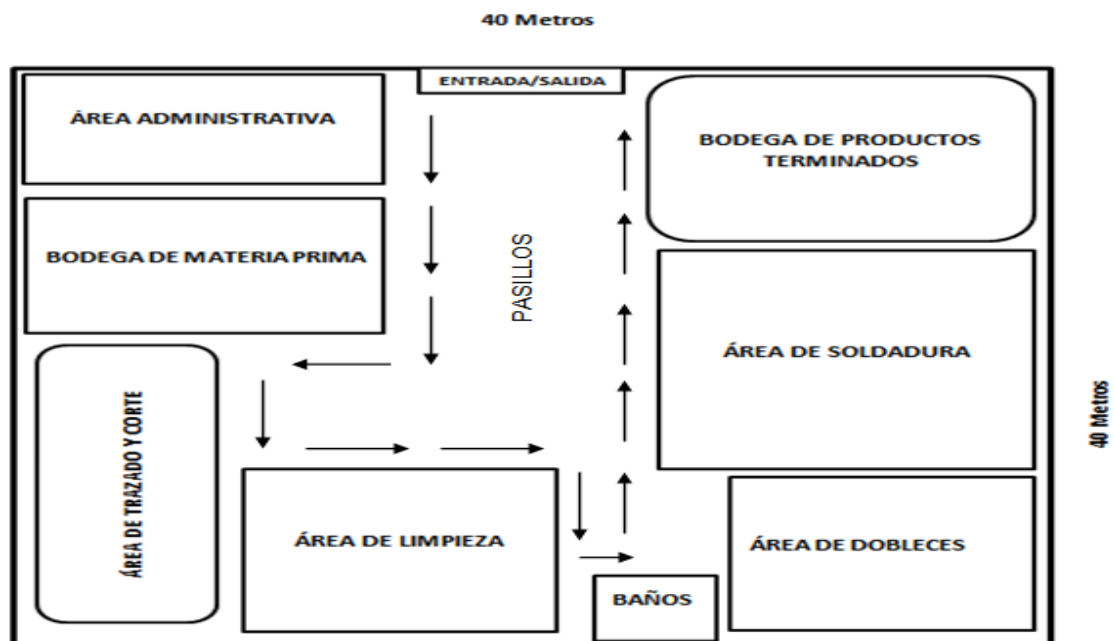 40 Metros
ENTRADA/SALIDA
ÁREA ADMINISTRATIVA
BODEGA DE PRODUCTOS
TERMINADOS
BODEGA DE MATERIA PRIMA
PASILLOS
ÁREA DE SOLDADURA
40 Metros
ÁREA DE TRAZADO Y CORTE
ÁREA DE LIMPIEZA
ÁREA DE DOBLECES
BAÑOS